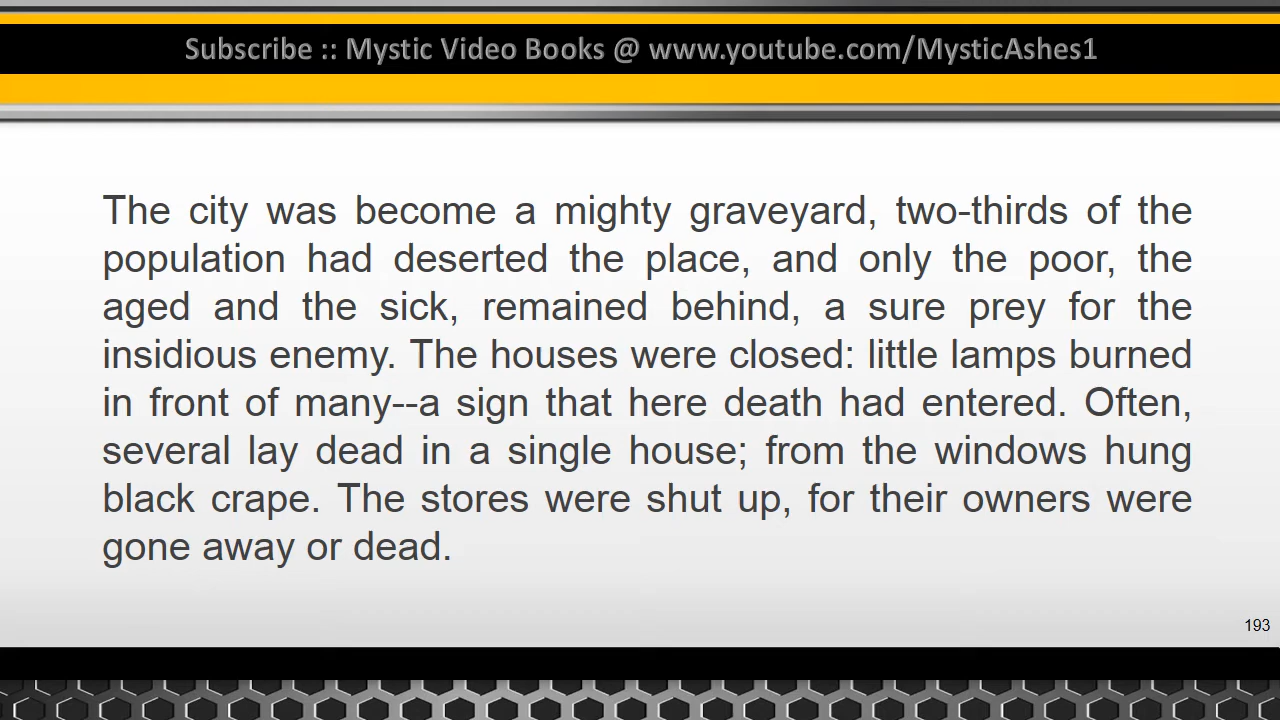 Subscribe :: Mystic Video Books @ www.youtube.com/MysticAshes1
The city was become a mighty graveyard, two-thirds of the
population had deserted the place, and only the poor, the
aged and the sick, remained behind, a sure prey for the
insidious enemy. The houses were closed: little lamps burned
in front of many--a sign that here death had entered. Often,
several lay dead in a single house; from the windows hung
black crape. The stores were shut up, for their owners were
gone away or dead.
193